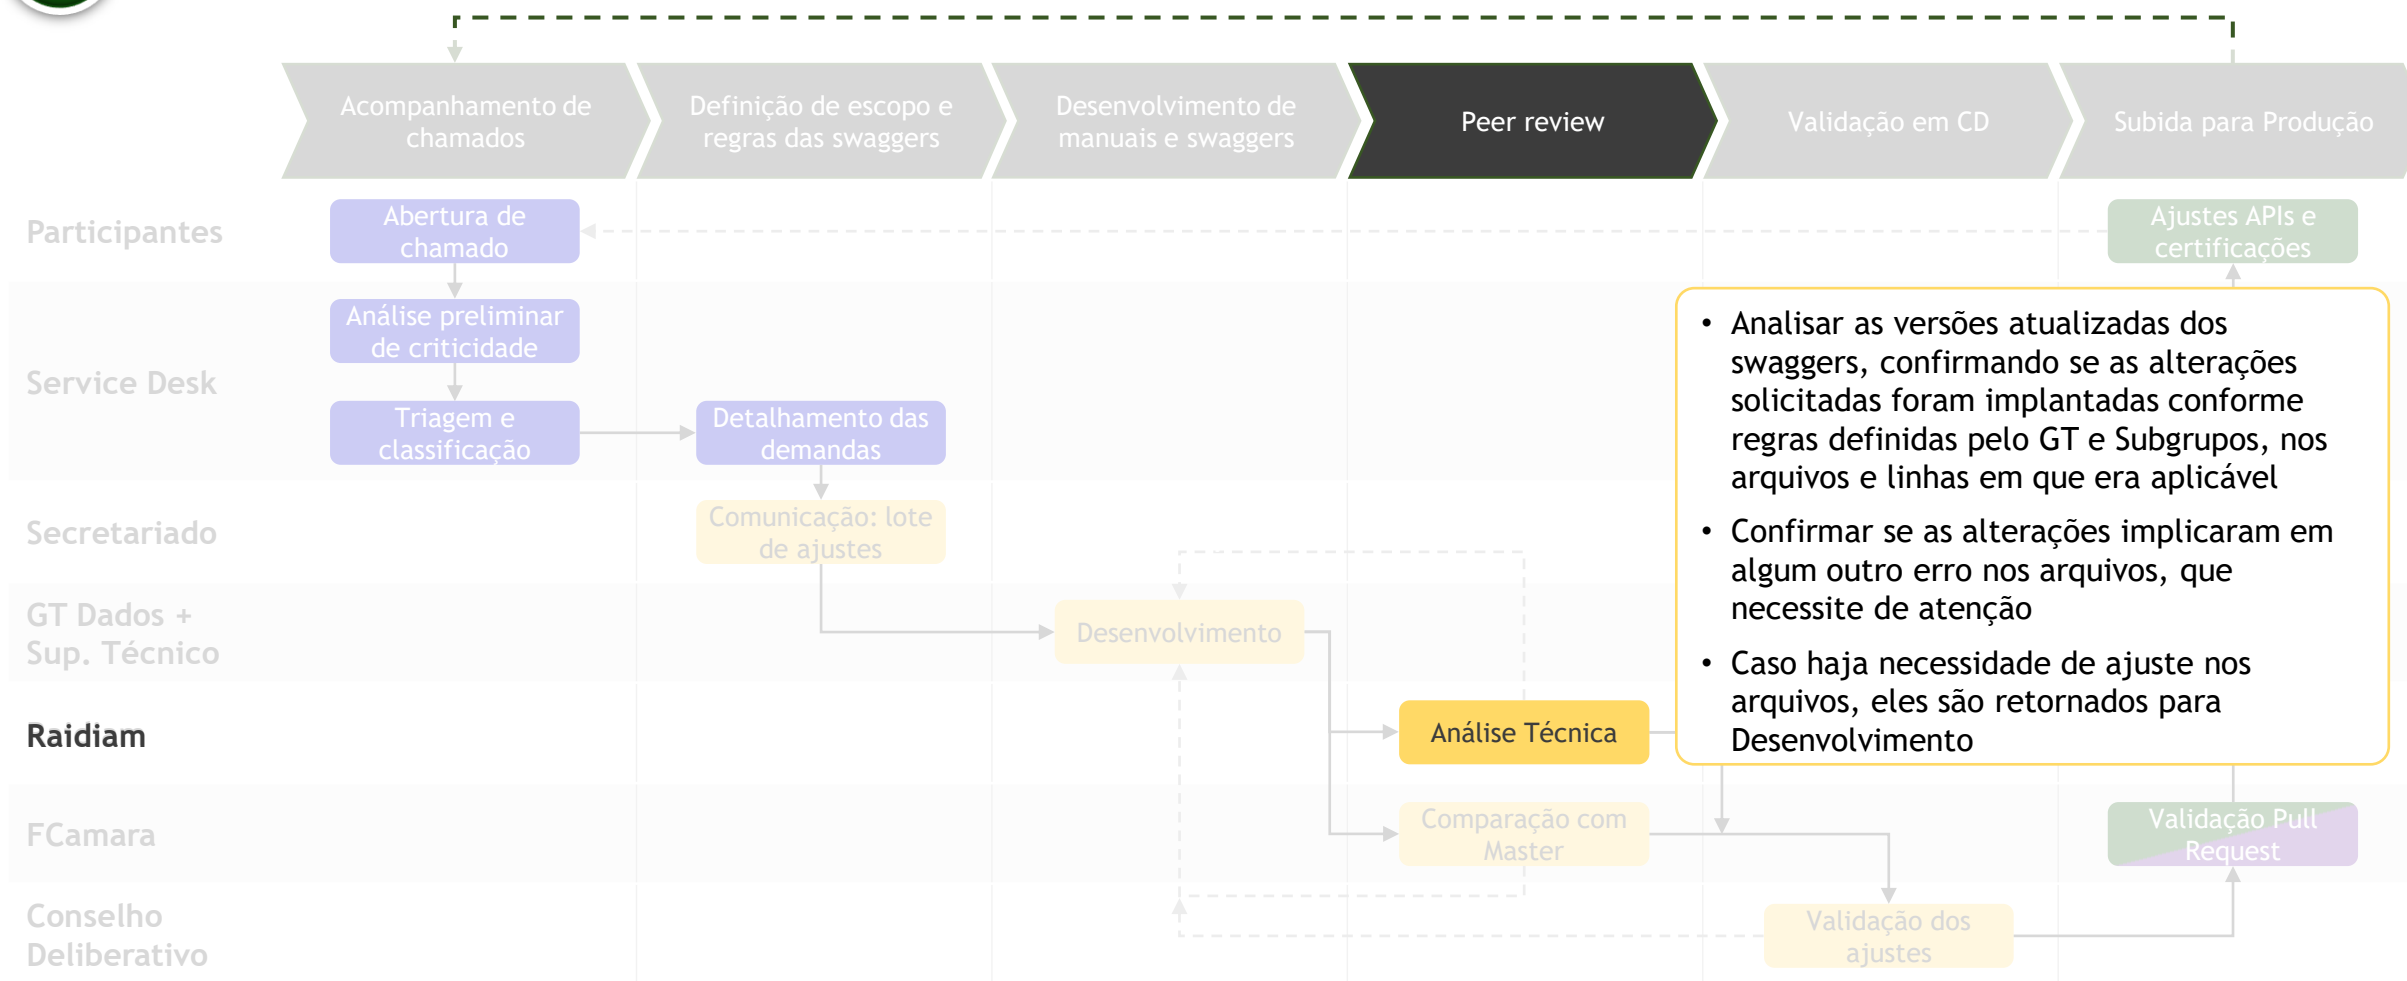 Acompanhamento de
chamados
Definição de escopo e
regras das swaggers
Desenvolvimento de
manuais e swaggers
Peer review
Validação em CD
Subida para Produção
Participantes
Abertura de
chamado
Ajustes APIs e
certificações
Service Desk
Análise preliminar
de criticidade
Triagem e
classificação
Detalhamento das
demandas
• Analisar as versões atualizadas dos
swaggers, confirmando se as alterações
solicitadas foram implantadas conforme
regras definidas pelo GT e Subgrupos, nos
arquivos e linhas em que era aplicável
• Confirmar se as alterações implicaram em
algum outro erro nos arquivos, que
necessite de atenção
• Caso haja necessidade de ajuste nos
arquivos, eles são retornados para
Desenvolvimento
Secretariado
Comunicação: lote
de ajustes
GT Dados +
Sup. Técnico
Desenvolvimento
Raidiam
Análise Técnica
FCamara
Comparação com
Master
Validação Pull
Request
Conselho
Deliberativo
Validação dos
ajustes